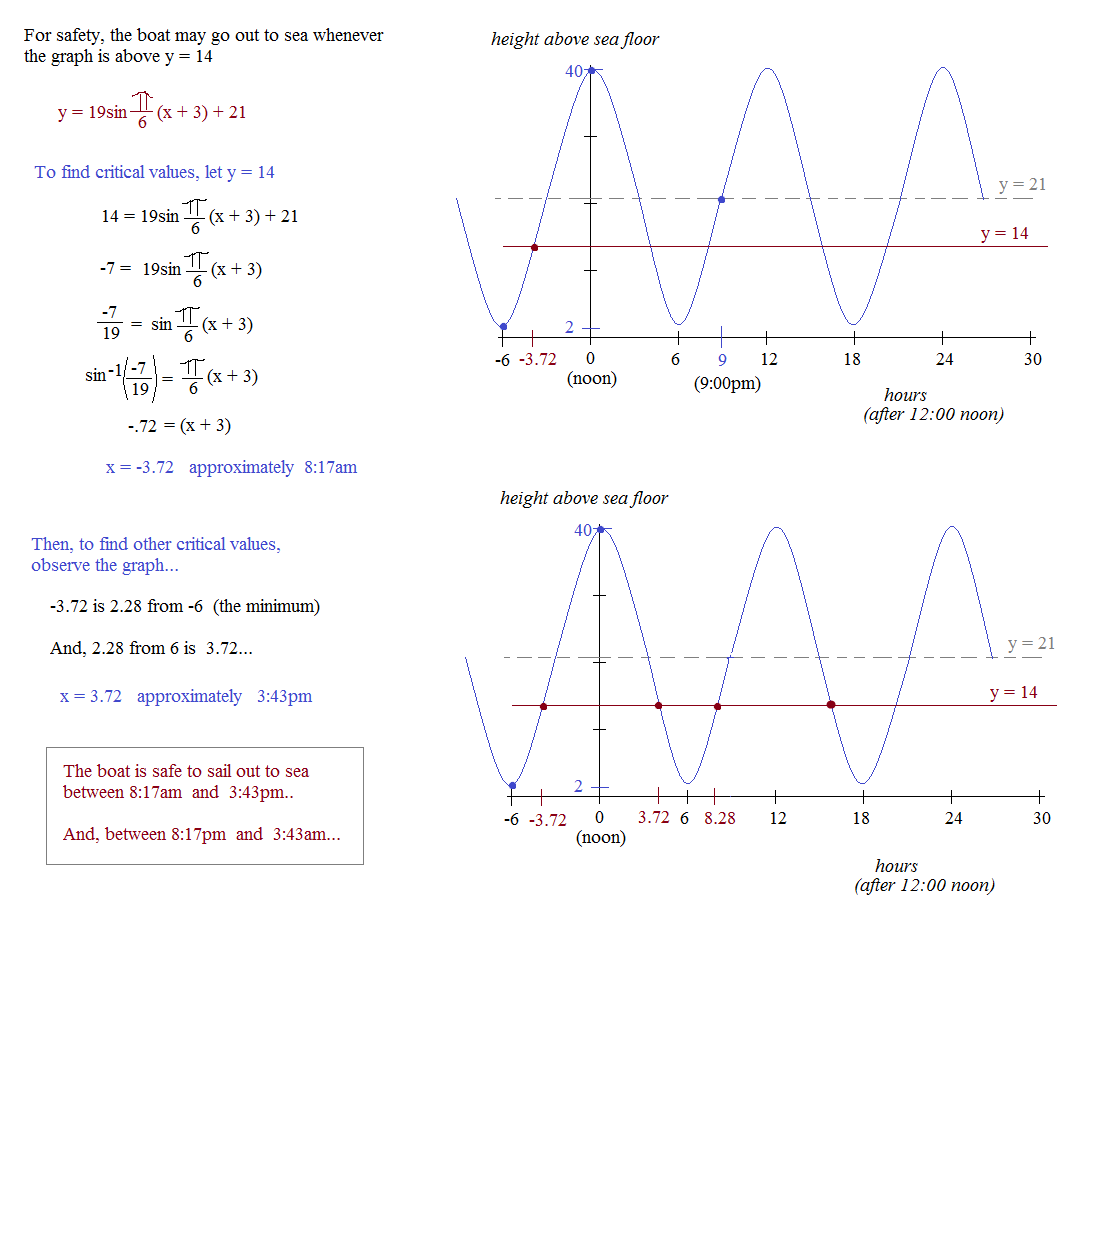 For safety, the boat may go out to sea whenever
the graph is above y = 14
y = 19sin π/6 (x + 3) + 21
To find critical values, let y = 14
14 = 19sin π/6 (x + 3) + 21
-7 = 19sin π/6 (x + 3)
-7/19 = sin π/6 (x + 3)
sin⁻¹(-7/19) = π/6 (x + 3)
-.72 = (x + 3)
x = -3.72 approximately 8:17am
Then, to find other critical values,
observe the graph...
-3.72 is 2.28 from -6 (the minimum)
And, 2.28 from 6 is 3.72...
x = 3.72 approximately 3:43pm
The boat is safe to sail out to sea
between 8:17am and 3:43pm..
And, between 8:17pm and 3:43am...
height above sea floor
40
y = 21
y = 14
2
-6 -3.72 0 6 9 12 18 24 30
(noon) (9:00pm)
hours
(after 12:00 noon)
height above sea floor
40
y = 21
y = 14
2
-6 -3.72 0 3.72 6 8.28 12 18 24 30
(noon)
hours
(after 12:00 noon)